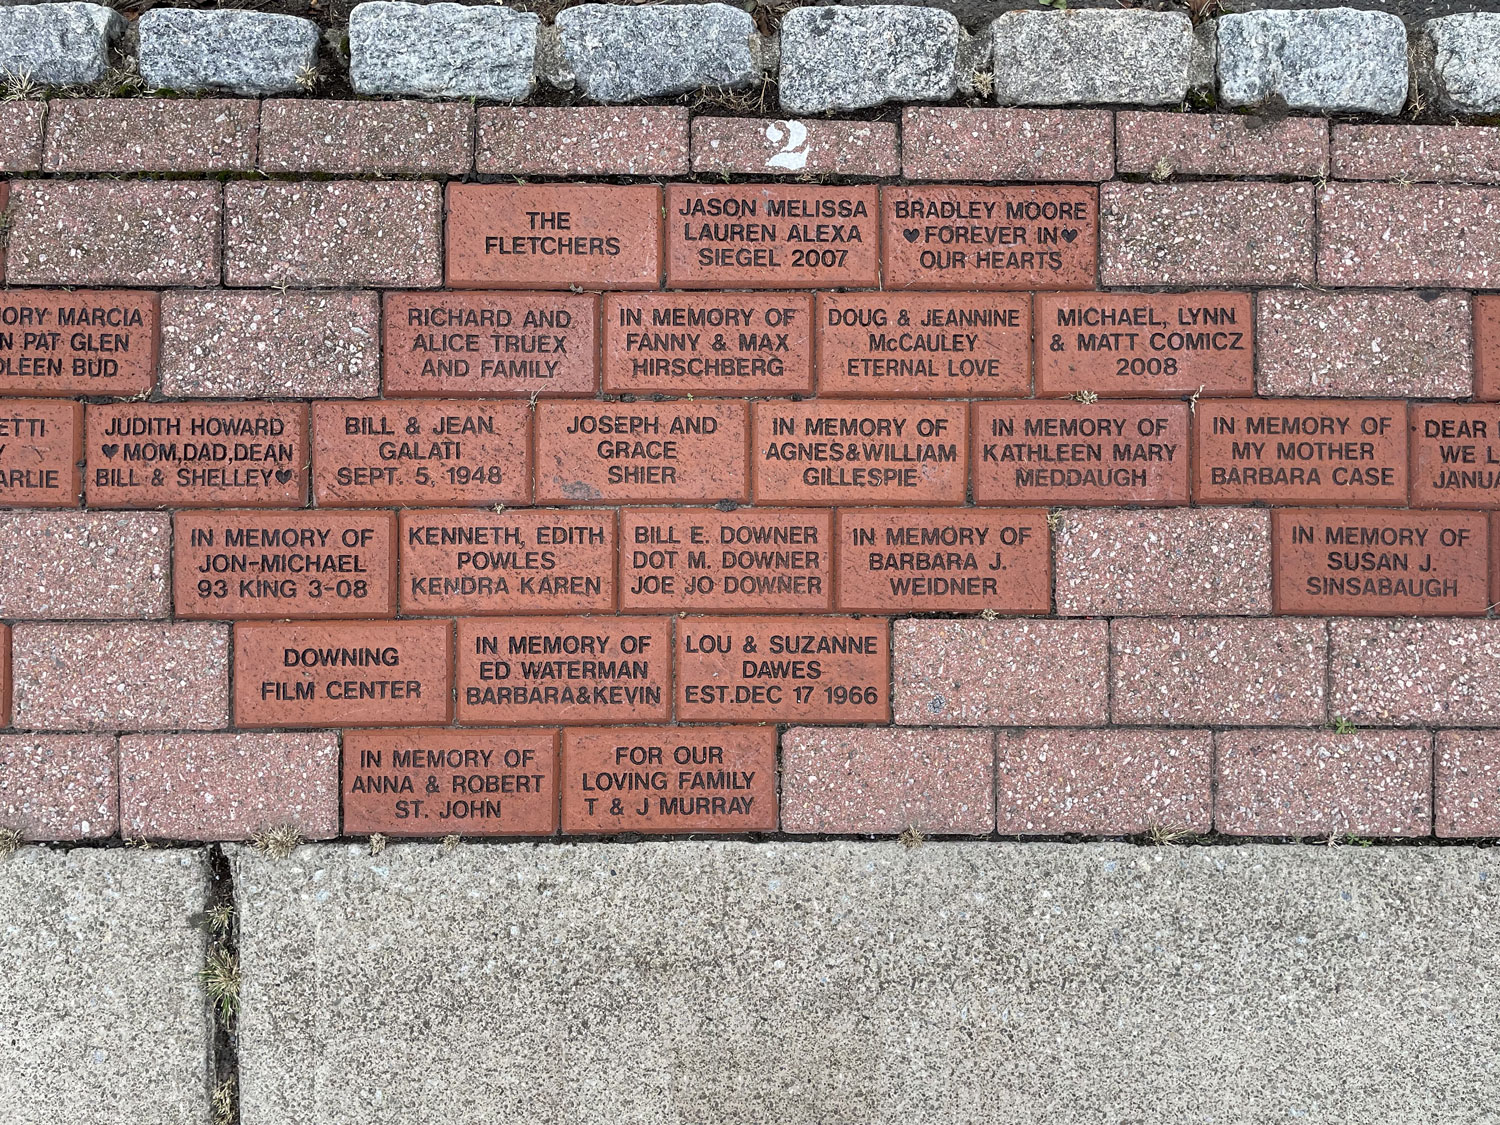 2
THE
FLETCHERS
JASON MELISSA
LAUREN ALEXA
SIEGEL 2007
BRADLEY MOORE
♥FOREVER IN♥
OUR HEARTS
MARCIA
PAT GLEN
BUD
RICHARD AND
ALICE TRUEX
AND FAMILY
IN MEMORY OF
FANNY & MAX
HIRSCHBERG
DOUG & JEANNINE
McCAULEY
ETERNAL LOVE
MICHAEL, LYNN
& MATT COMICZ
2008
JUDITH HOWARD
♥MOM,DAD,DEAN
BILL & SHELLEY♥
BILL & JEAN
GALATI
SEPT. 5, 1948
JOSEPH AND
GRACE
SHIER
IN MEMORY OF
AGNES&WILLIAM
GILLESPIE
IN MEMORY OF
KATHLEEN MARY
MEDDAUGH
IN MEMORY OF
MY MOTHER
BARBARA CASE
DEAR
WE
IN MEMORY OF
JON-MICHAEL
93 KING 3-08
KENNETH, EDITH
POWLES
KENDRA KAREN
BILL E. DOWNER
DOT M. DOWNER
JOE JO DOWNER
IN MEMORY OF
BARBARA J.
WEIDNER
IN MEMORY OF
SUSAN J.
SINSABAUGH
DOWNING
FILM CENTER
IN MEMORY OF
ED WATERMAN
BARBARA&KEVIN
LOU & SUZANNE
DAWES
EST.DEC 17 1966
IN MEMORY OF
ANNA & ROBERT
ST. JOHN
FOR OUR
LOVING FAMILY
T & J MURRAY